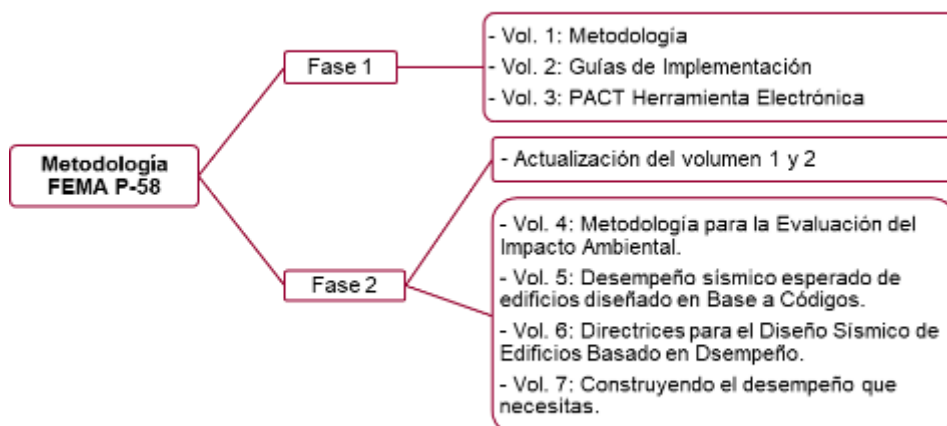 Metodología
FEMA P-58
Fase 1
- Vol. 1: Metodología
- Vol. 2: Guías de Implementación
- Vol. 3: PACT Herramienta Electrónica
Fase 2
- Actualización del volumen 1 y 2
- Vol. 4: Metodología para la Evaluación del
Impacto Ambiental.
- Vol. 5: Desempeño sísmico esperado de
edificios diseñado en Base a Códigos.
- Vol. 6: Directrices para el Diseño Sísmico de
Edificios Basado en Dsempeño.
- Vol. 7: Construyendo el desempeño que
necesitas.